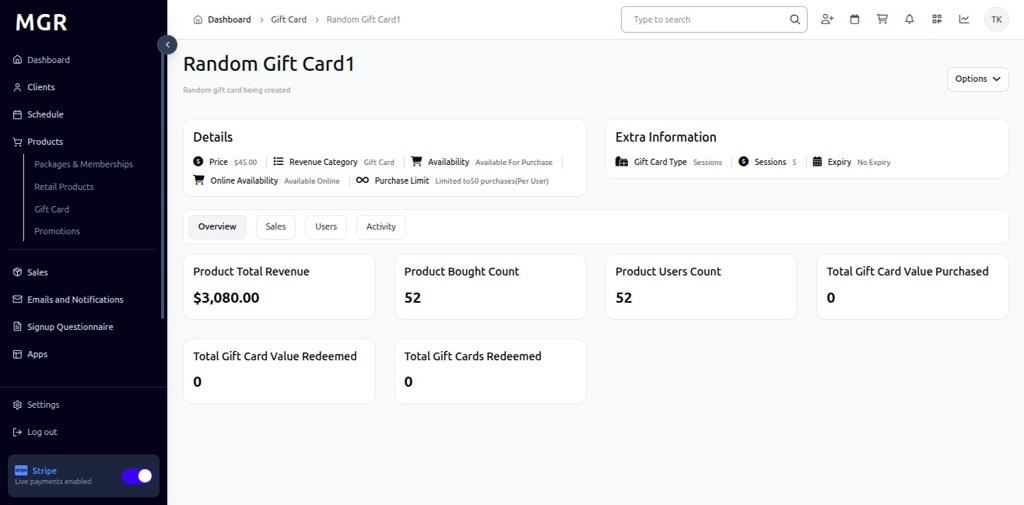 MGR
Dashboard
Clients
Schedule
Products
Packages & Memberships
Retail Products
Gift Card
Promotions
Sales
Emails and Notifications
Signup Questionnaire
Apps
Settings
Log out
stripe Stripe
Live payments enabled
Dashboard > Gift Card > Random Gift Card1
Type to search
TK
Random Gift Card1
Random gift card being created
Options
Details
Price $45.00 Revenue Category Gift Card Availability Available For Purchase
Online Availability Available Online Purchase Limit Limited to50 purchases(Per User)
Extra Information
Gift Card Type Sessions Sessions 5 Expiry No Expiry
Overview Sales Users Activity
Product Total Revenue
$3,080.00
Product Bought Count
52
Product Users Count
52
Total Gift Card Value Purchased
0
Total Gift Card Value Redeemed
0
Total Gift Cards Redeemed
0